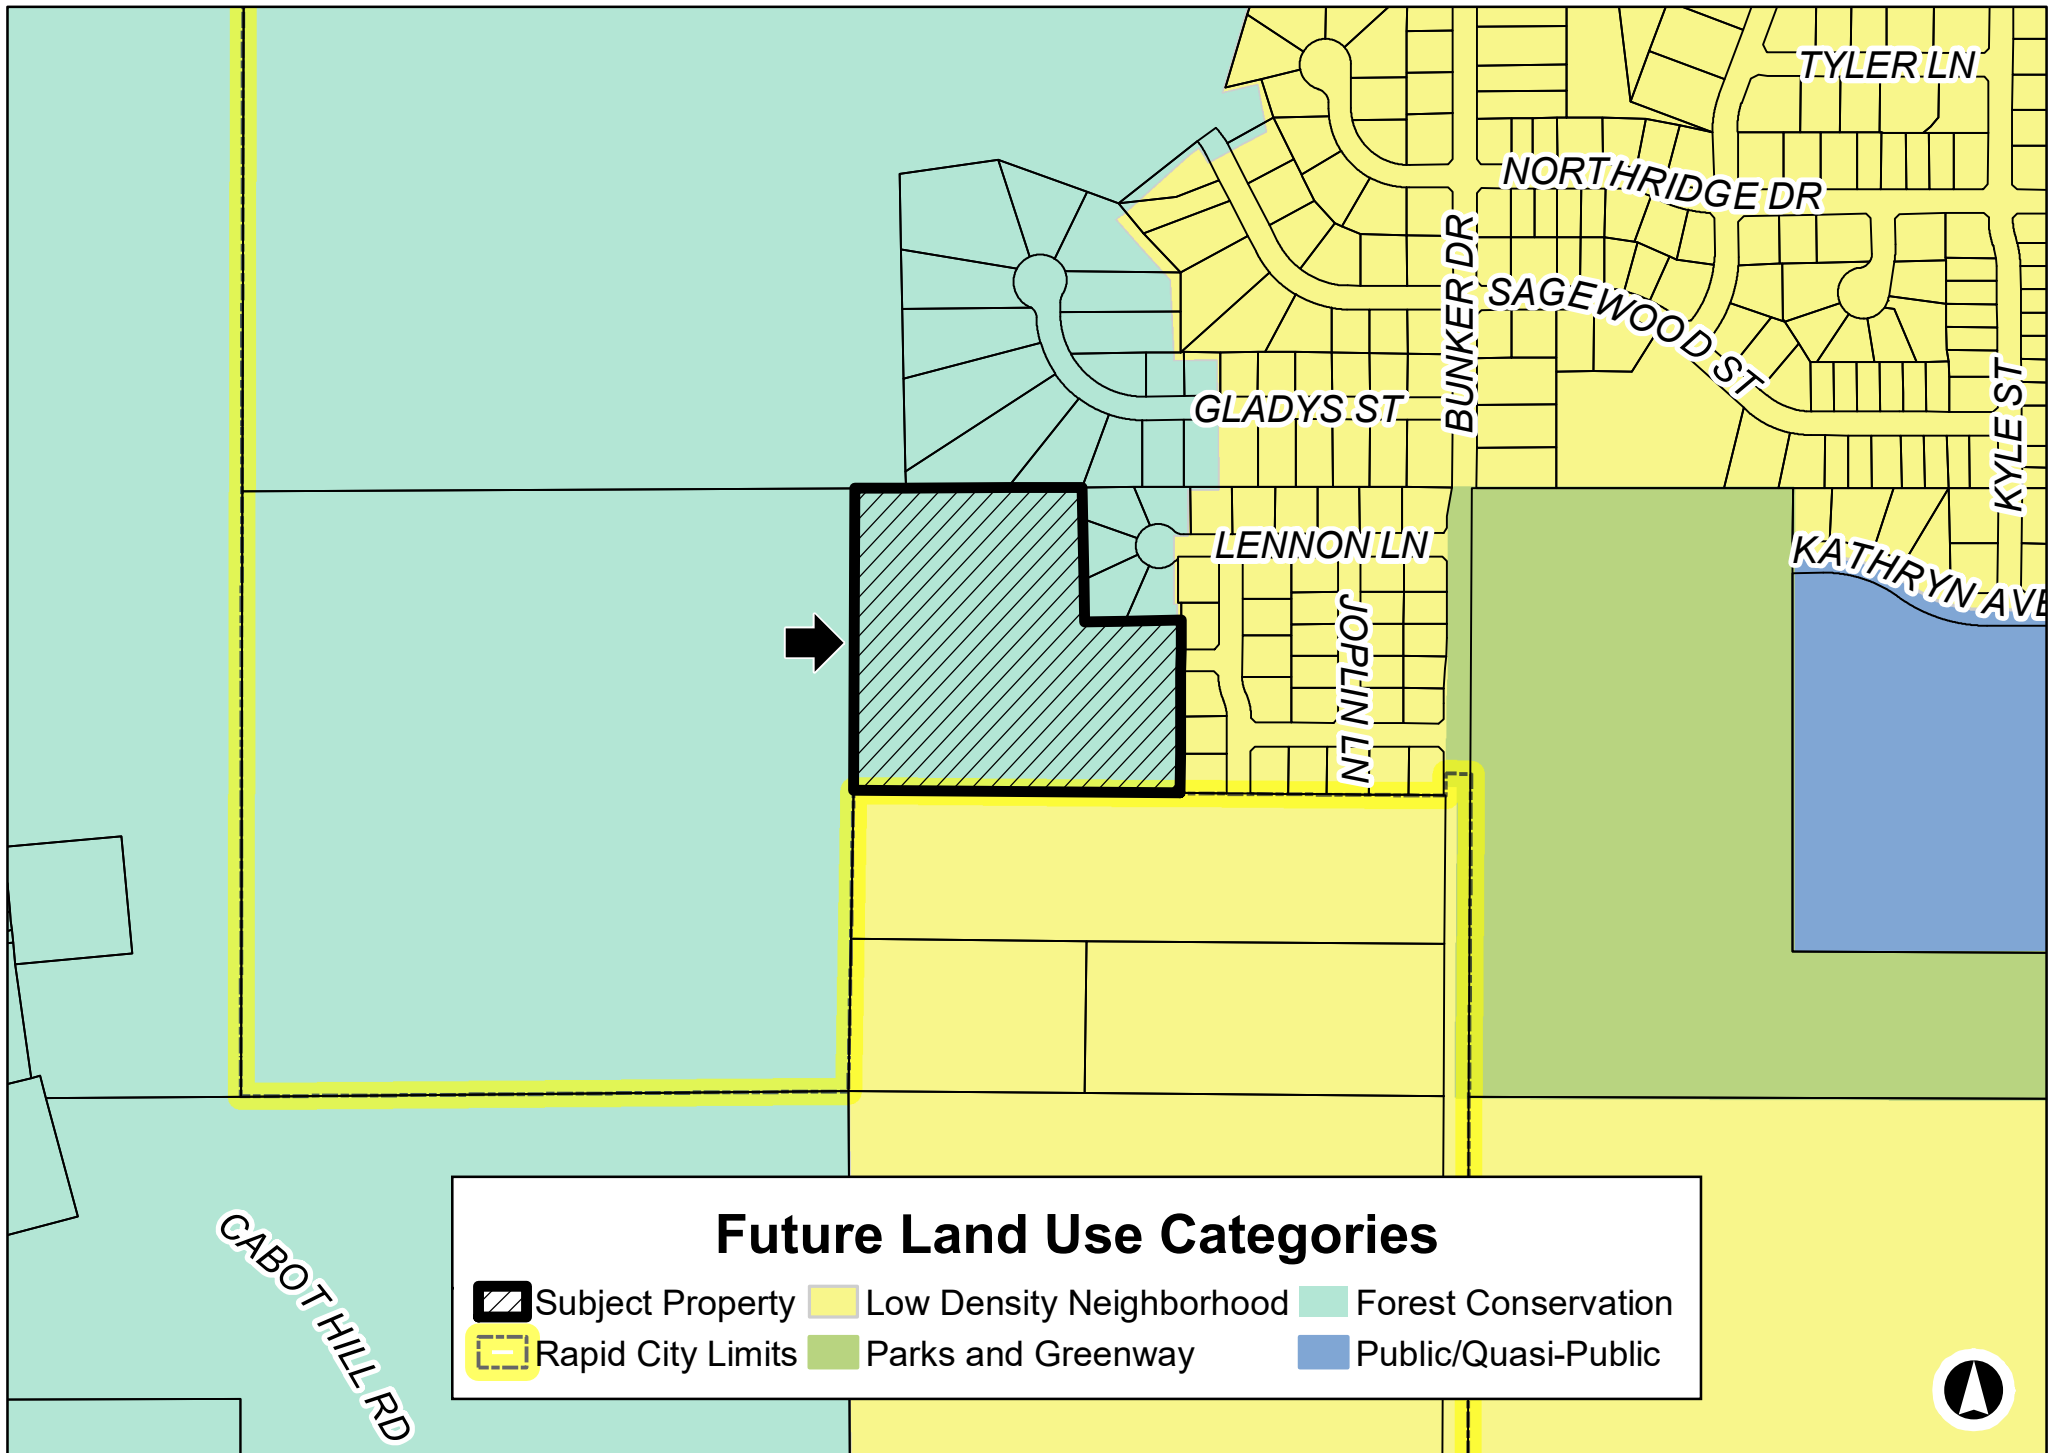 TYLER LN
NORTHRIDGE DR
BUNKER DR
SAGEWOOD ST
GLADYS ST
KYLE ST
LENNON LN
KATHRYN AVE
JOPLIN LN
CABOT HILL RD
Future Land Use Categories
Subject Property
Low Density Neighborhood
Forest Conservation
Rapid City Limits
Parks and Greenway
Public/Quasi-Public